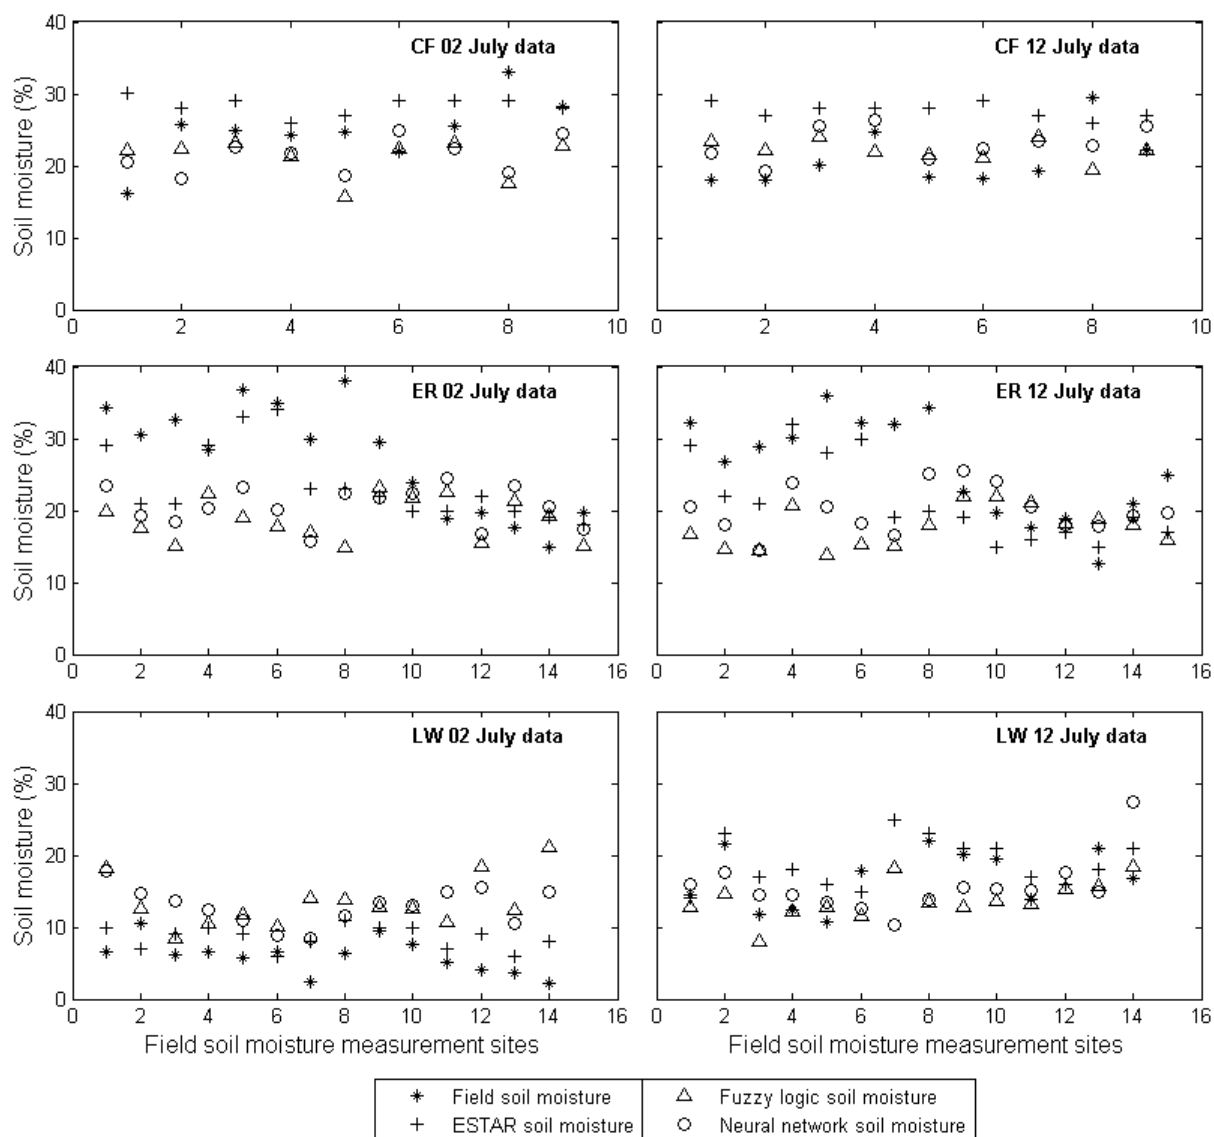 CF 02 July data
CF 12 July data
40
30
20
10
0
Soil moisture (%)
0 2 4 6 8 10
0 2 4 6 8 10
ER 02 July data
ER 12 July data
40
30
20
10
0
Soil moisture (%)
0 2 4 6 8 10 12 14 16
0 2 4 6 8 10 12 14 16
LW 02 July data
LW 12 July data
40
30
20
10
0
Soil moisture (%)
0 2 4 6 8 10 12 14 16
0 2 4 6 8 10 12 14 16
Field soil moisture measurement sites
Field soil moisture measurement sites
Field soil moisture
Fuzzy logic soil moisture
ESTAR soil moisture
Neural network soil moisture